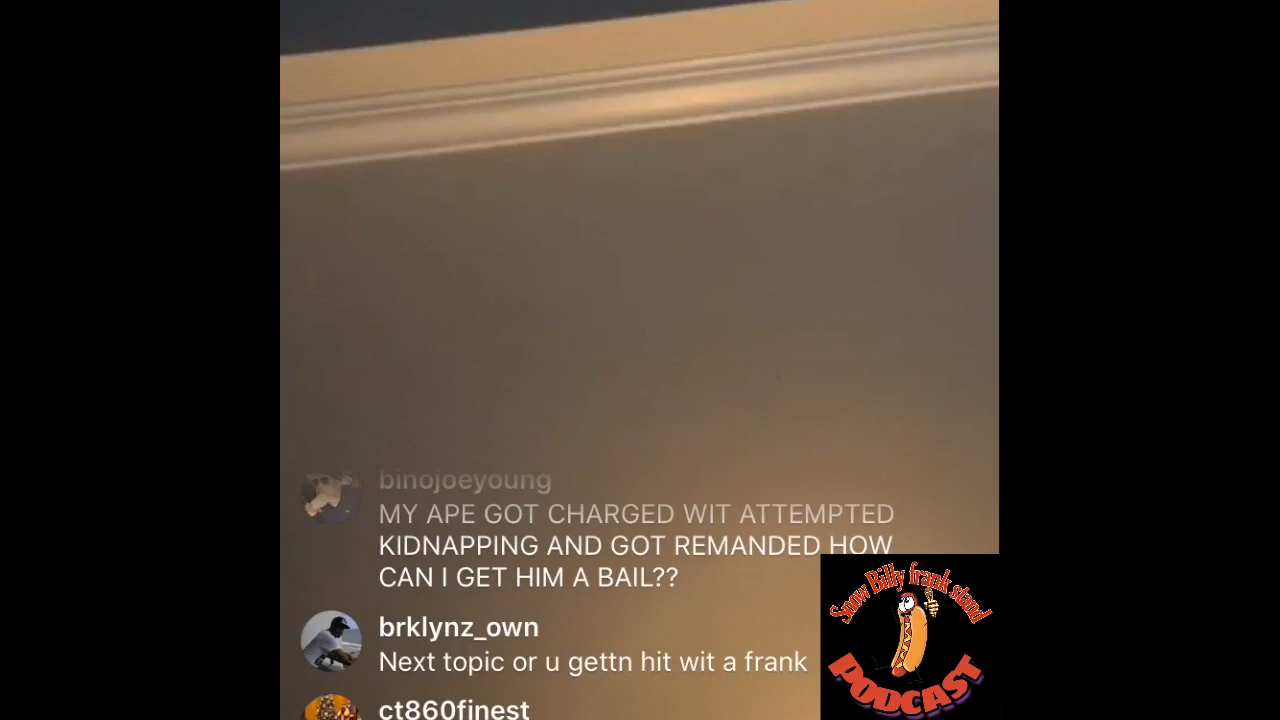 binojoeyoung
MY APE GOT CHARGED WIT ATTEMPTED
KIDNAPPING AND GOT REMANDED HOW
CAN I GET HIM A BAIL??
brklynz_own
Next topic or u gettn hit wit a frank
ct860finest
Snow Billy frank stand
PODCAST